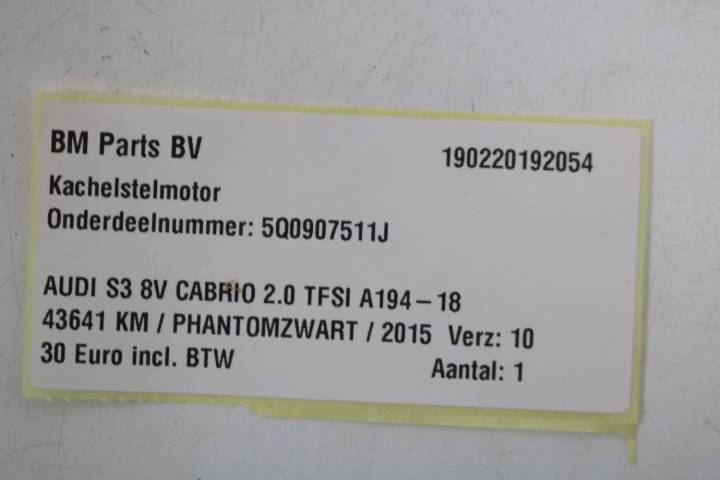 BM Parts BV 190220192054
Kachelstelmotor
Onderdeelnummer: 5Q0907511J
AUDI S3 8V CABRIO 2.0 TFSI A194-18
43641 KM / PHANTOMZWART / 2015 Verz: 10
30 Euro incl. BTW Aantal: 1